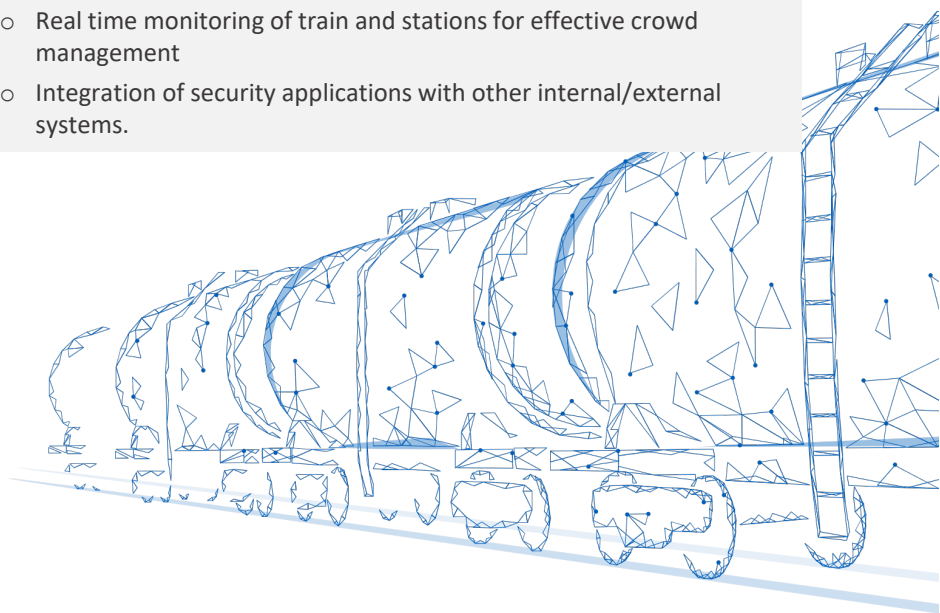 o Real time monitoring of train and stations for effective crowd
management
o Integration of security applications with other internal/external
systems.